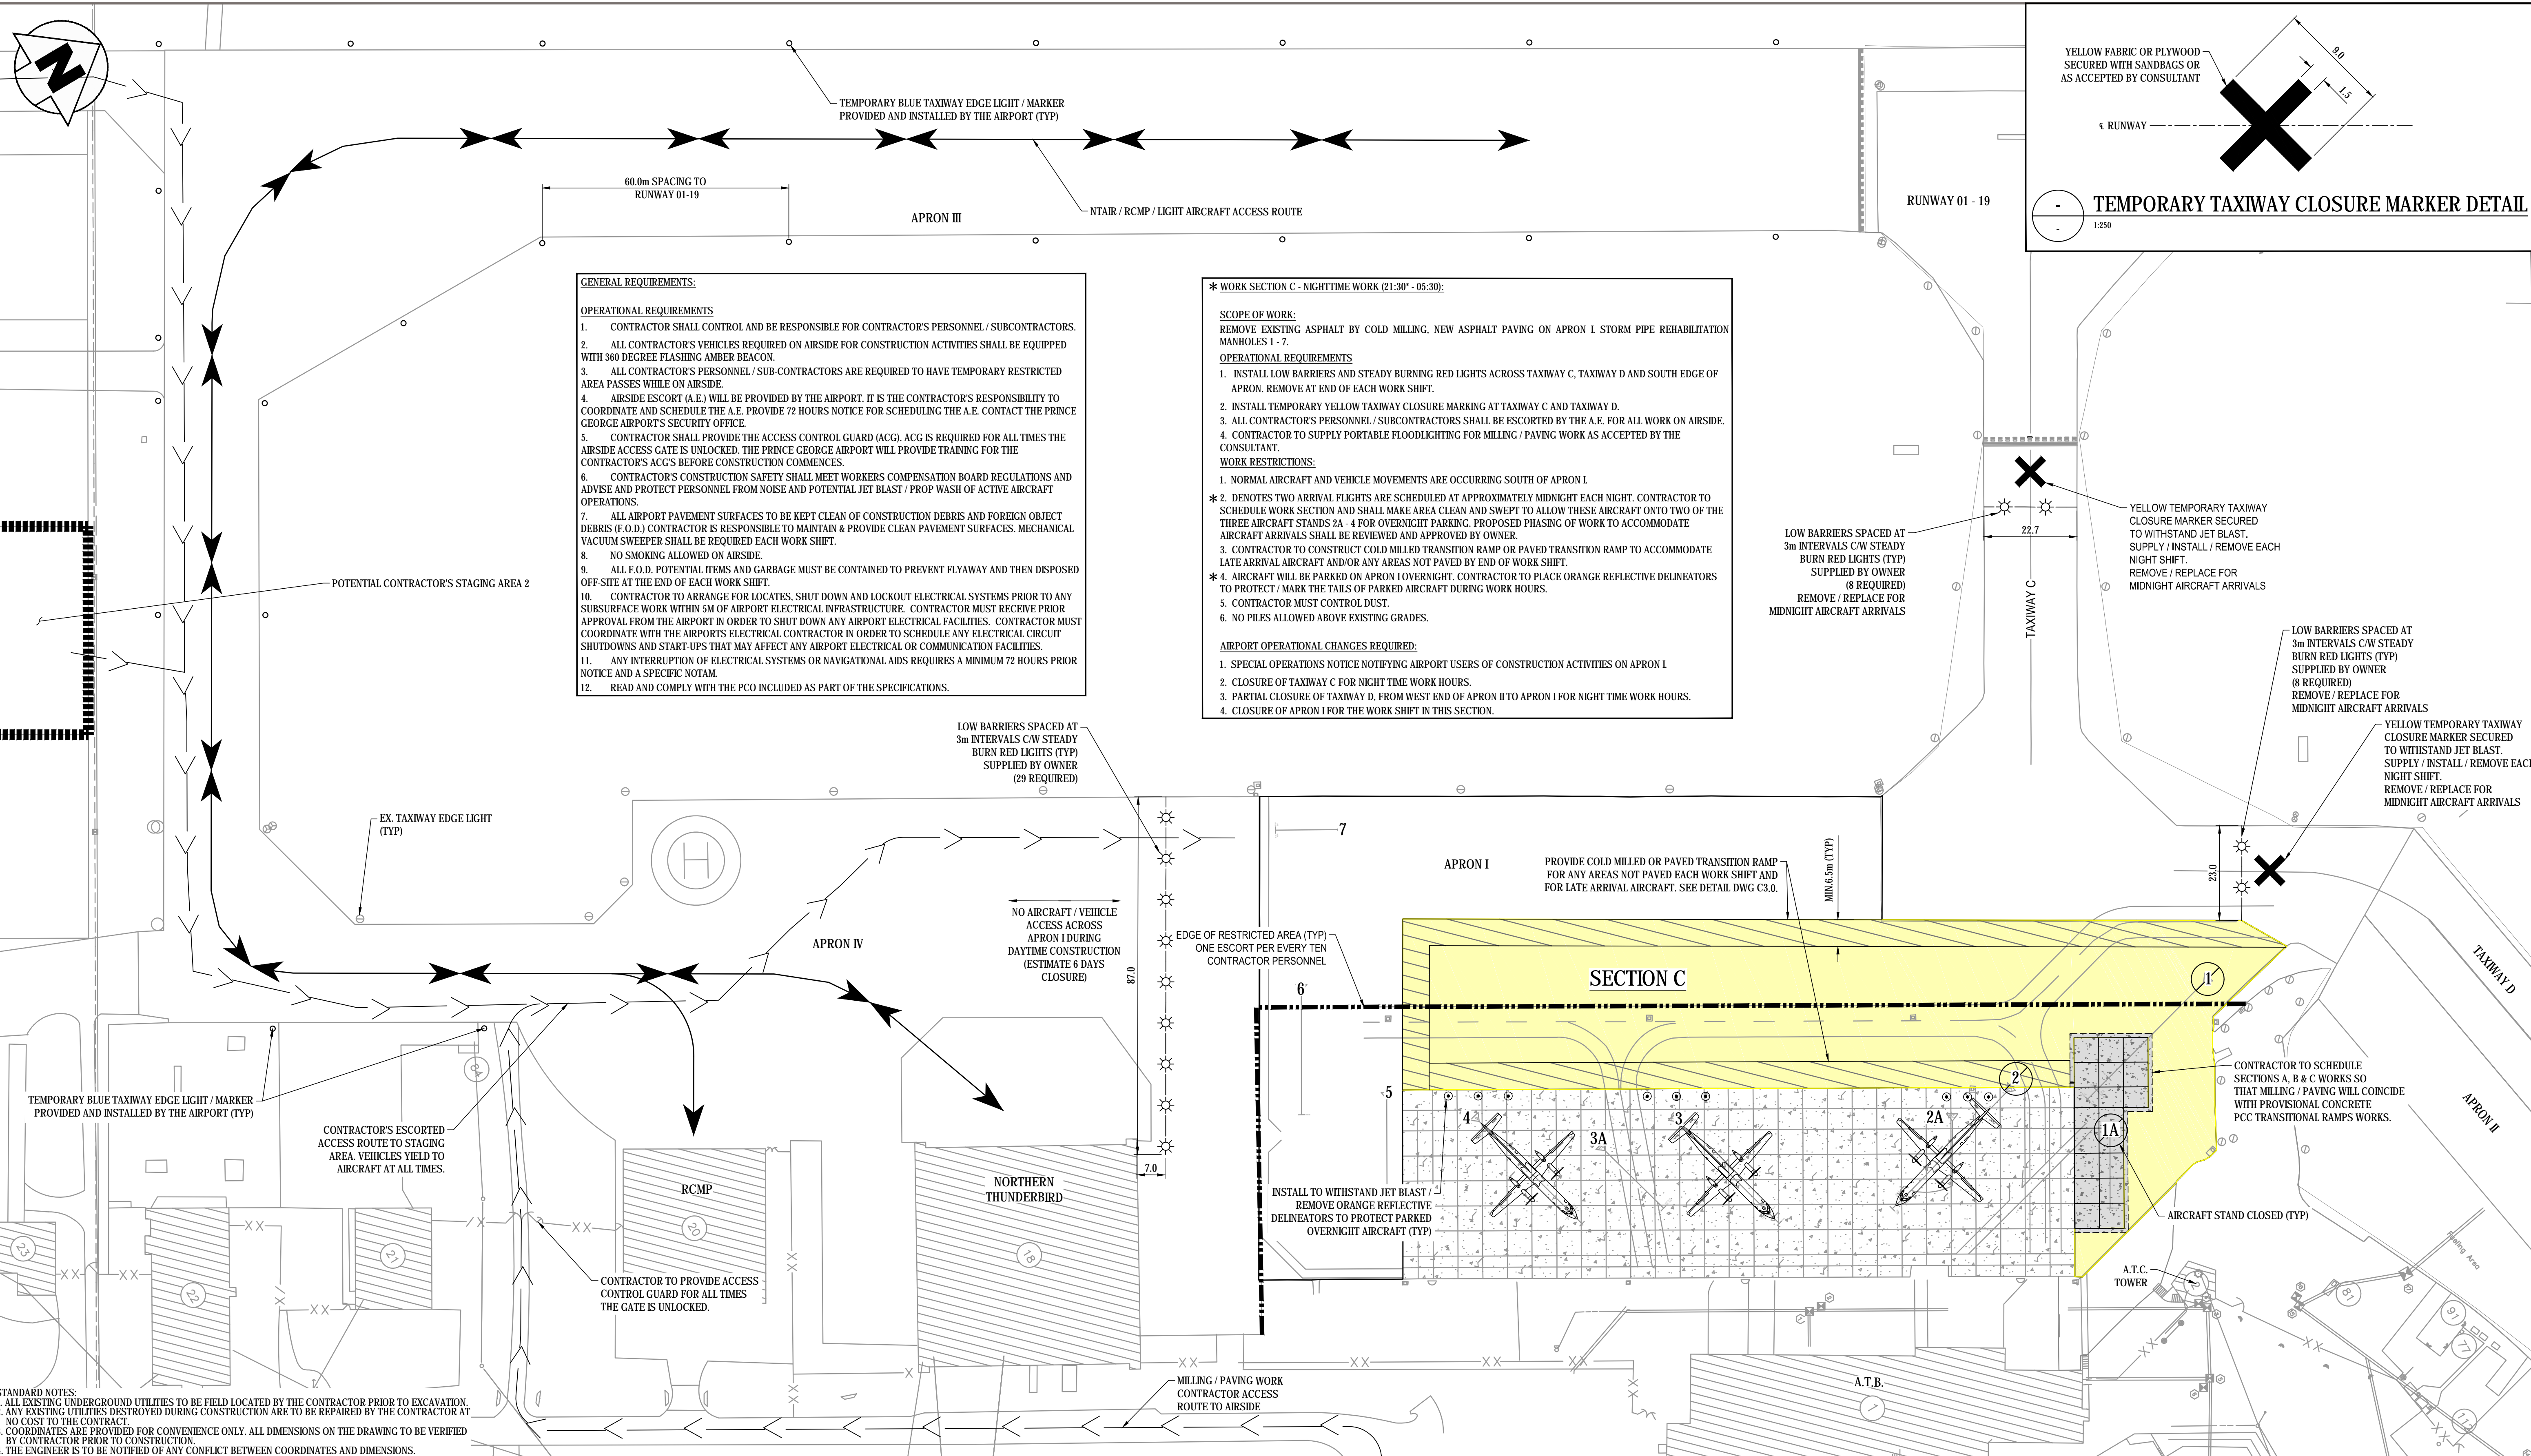 YELLOW FABRIC OR PLYWOOD
SECURED WITH SANDBAGS OR
AS ACCEPTED BY CONSULTANT
9.0
1.5
℄ RUNWAY
-
-
TEMPORARY TAXIWAY CLOSURE MARKER DETAIL
1:250
N
TEMPORARY BLUE TAXIWAY EDGE LIGHT / MARKER
PROVIDED AND INSTALLED BY THE AIRPORT (TYP)
60.0m SPACING TO
RUNWAY 01-19
APRON III
NTAIR / RCMP / LIGHT AIRCRAFT ACCESS ROUTE
RUNWAY 01 - 19
GENERAL REQUIREMENTS:
OPERATIONAL REQUIREMENTS
1. CONTRACTOR SHALL CONTROL AND BE RESPONSIBLE FOR CONTRACTOR'S PERSONNEL / SUBCONTRACTORS.
2. ALL CONTRACTOR'S VEHICLES REQUIRED ON AIRSIDE FOR CONSTRUCTION ACTIVITIES SHALL BE EQUIPPED
WITH 360 DEGREE FLASHING AMBER BEACON.
3. ALL CONTRACTOR'S PERSONNEL / SUB-CONTRACTORS ARE REQUIRED TO HAVE TEMPORARY RESTRICTED
AREA PASSES WHILE ON AIRSIDE.
4. AIRSIDE ESCORT (A.E.) WILL BE PROVIDED BY THE AIRPORT. IT IS THE CONTRACTOR'S RESPONSIBILITY TO
COORDINATE AND SCHEDULE THE A.E. PROVIDE 72 HOURS NOTICE FOR SCHEDULING THE A.E. CONTACT THE PRINCE
GEORGE AIRPORT'S SECURITY OFFICE.
5. CONTRACTOR SHALL PROVIDE THE ACCESS CONTROL GUARD (ACG). ACG IS REQUIRED FOR ALL TIMES THE
AIRSIDE ACCESS GATE IS UNLOCKED. THE PRINCE GEORGE AIRPORT WILL PROVIDE TRAINING FOR THE
CONTRACTOR'S ACG'S BEFORE CONSTRUCTION COMMENCES.
6. CONTRACTOR'S CONSTRUCTION SAFETY SHALL MEET WORKERS COMPENSATION BOARD REGULATIONS AND
ADVISE AND PROTECT PERSONNEL FROM NOISE AND POTENTIAL JET BLAST / PROP WASH OF ACTIVE AIRCRAFT
OPERATIONS.
7. ALL AIRPORT PAVEMENT SURFACES TO BE KEPT CLEAN OF CONSTRUCTION DEBRIS AND FOREIGN OBJECT
DEBRIS (F.O.D.) CONTRACTOR IS RESPONSIBLE TO MAINTAIN & PROVIDE CLEAN PAVEMENT SURFACES. MECHANICAL
VACUUM SWEEPER SHALL BE REQUIRED EACH WORK SHIFT.
8. NO SMOKING ALLOWED ON AIRSIDE.
9. ALL F.O.D. POTENTIAL ITEMS AND GARBAGE MUST BE CONTAINED TO PREVENT FLYAWAY AND THEN DISPOSED
OFF-SITE AT THE END OF EACH WORK SHIFT.
10. CONTRACTOR TO ARRANGE FOR LOCATES, SHUT DOWN AND LOCKOUT ELECTRICAL SYSTEMS PRIOR TO ANY
SUBSURFACE WORK WITHIN 5M OF AIRPORT ELECTRICAL INFRASTRUCTURE. CONTRACTOR MUST RECEIVE PRIOR
APPROVAL FROM THE AIRPORT IN ORDER TO SHUT DOWN ANY AIRPORT ELECTRICAL FACILITIES. CONTRACTOR MUST
COORDINATE WITH THE AIRPORTS ELECTRICAL CONTRACTOR IN ORDER TO SCHEDULE ANY ELECTRICAL CIRCUIT
SHUTDOWNS AND START-UPS THAT MAY AFFECT ANY AIRPORT ELECTRICAL OR COMMUNICATION FACILITIES.
11. ANY INTERRUPTION OF ELECTRICAL SYSTEMS OR NAVIGATIONAL AIDS REQUIRES A MINIMUM 72 HOURS PRIOR
NOTICE AND A SPECIFIC NOTAM.
12. READ AND COMPLY WITH THE PCO INCLUDED AS PART OF THE SPECIFICATIONS.
* WORK SECTION C - NIGHTTIME WORK (21:30* - 05:30):
SCOPE OF WORK:
REMOVE EXISTING ASPHALT BY COLD MILLING, NEW ASPHALT PAVING ON APRON I. STORM PIPE REHABILITATION
MANHOLES 1 - 7.
OPERATIONAL REQUIREMENTS
1. INSTALL LOW BARRIERS AND STEADY BURNING RED LIGHTS ACROSS TAXIWAY C, TAXIWAY D AND SOUTH EDGE OF
APRON. REMOVE AT END OF EACH WORK SHIFT.
2. INSTALL TEMPORARY YELLOW TAXIWAY CLOSURE MARKING AT TAXIWAY C AND TAXIWAY D.
3. ALL CONTRACTOR'S PERSONNEL / SUBCONTRACTORS SHALL BE ESCORTED BY THE A.E. FOR ALL WORK ON AIRSIDE.
4. CONTRACTOR TO SUPPLY PORTABLE FLOODLIGHTING FOR MILLING / PAVING WORK AS ACCEPTED BY THE
CONSULTANT.
WORK RESTRICTIONS:
1. NORMAL AIRCRAFT AND VEHICLE MOVEMENTS ARE OCCURRING SOUTH OF APRON I.
* 2. DENOTES TWO ARRIVAL FLIGHTS ARE SCHEDULED AT APPROXIMATELY MIDNIGHT EACH NIGHT. CONTRACTOR TO
SCHEDULE WORK SECTION AND SHALL MAKE AREA CLEAN AND SWEPT TO ALLOW THESE AIRCRAFT ONTO TWO OF THE
THREE AIRCRAFT STANDS 2A - 4 FOR OVERNIGHT PARKING. PROPOSED PHASING OF WORK TO ACCOMMODATE
AIRCRAFT ARRIVALS SHALL BE REVIEWED AND APPROVED BY OWNER.
3. CONTRACTOR TO CONSTRUCT COLD MILLED TRANSITION RAMP OR PAVED TRANSITION RAMP TO ACCOMMODATE
LATE ARRIVAL AIRCRAFT AND/OR ANY AREAS NOT PAVED BY END OF WORK SHIFT.
* 4. AIRCRAFT WILL BE PARKED ON APRON I OVERNIGHT. CONTRACTOR TO PLACE ORANGE REFLECTIVE DELINEATORS
TO PROTECT / MARK THE TAILS OF PARKED AIRCRAFT DURING WORK HOURS.
5. CONTRACTOR MUST CONTROL DUST.
6. NO PILES ALLOWED ABOVE EXISTING GRADES.
AIRPORT OPERATIONAL CHANGES REQUIRED:
1. SPECIAL OPERATIONS NOTICE NOTIFYING AIRPORT USERS OF CONSTRUCTION ACTIVITIES ON APRON I.
2. CLOSURE OF TAXIWAY C FOR NIGHT TIME WORK HOURS.
3. PARTIAL CLOSURE OF TAXIWAY D, FROM WEST END OF APRON II TO APRON I FOR NIGHT TIME WORK HOURS.
4. CLOSURE OF APRON I FOR THE WORK SHIFT IN THIS SECTION.
LOW BARRIERS SPACED AT
3m INTERVALS C/W STEADY
BURN RED LIGHTS (TYP)
SUPPLIED BY OWNER
(8 REQUIRED)
REMOVE / REPLACE FOR
MIDNIGHT AIRCRAFT ARRIVALS
22.7
YELLOW TEMPORARY TAXIWAY
CLOSURE MARKER SECURED
TO WITHSTAND JET BLAST.
SUPPLY / INSTALL / REMOVE EACH
NIGHT SHIFT.
REMOVE / REPLACE FOR
MIDNIGHT AIRCRAFT ARRIVALS
TAXIWAY C
LOW BARRIERS SPACED AT
3m INTERVALS C/W STEADY
BURN RED LIGHTS (TYP)
SUPPLIED BY OWNER
(8 REQUIRED)
REMOVE / REPLACE FOR
MIDNIGHT AIRCRAFT ARRIVALS
YELLOW TEMPORARY TAXIWAY
CLOSURE MARKER SECURED
TO WITHSTAND JET BLAST.
SUPPLY / INSTALL / REMOVE EACH
NIGHT SHIFT.
REMOVE / REPLACE FOR
MIDNIGHT AIRCRAFT ARRIVALS
POTENTIAL CONTRACTOR'S STAGING AREA 2
LOW BARRIERS SPACED AT
3m INTERVALS C/W STEADY
BURN RED LIGHTS (TYP)
SUPPLIED BY OWNER
(29 REQUIRED)
EX. TAXIWAY EDGE LIGHT
(TYP)
H
7
APRON I
PROVIDE COLD MILLED OR PAVED TRANSITION RAMP
FOR ANY AREAS NOT PAVED EACH WORK SHIFT AND
FOR LATE ARRIVAL AIRCRAFT. SEE DETAIL DWG C3.0.
MIN.6.5m (TYP)
23.0
NO AIRCRAFT / VEHICLE
ACCESS ACROSS
APRON I DURING
DAYTIME CONSTRUCTION
(ESTIMATE 6 DAYS
CLOSURE)
APRON IV
87.0
EDGE OF RESTRICTED AREA (TYP)
ONE ESCORT PER EVERY TEN
CONTRACTOR PERSONNEL
SECTION C
1
6
TAXIWAY D
APRON II
TEMPORARY BLUE TAXIWAY EDGE LIGHT / MARKER
PROVIDED AND INSTALLED BY THE AIRPORT (TYP)
CONTRACTOR'S ESCORTED
ACCESS ROUTE TO STAGING
AREA. VEHICLES YIELD TO
AIRCRAFT AT ALL TIMES.
94
5
2
4
3A
3
2A
1A
CONTRACTOR TO SCHEDULE
SECTIONS A, B & C WORKS SO
THAT MILLING / PAVING WILL COINCIDE
WITH PROVISIONAL CONCRETE
PCC TRANSITIONAL RAMPS WORKS.
7.0
RCMP
20
NORTHERN
THUNDERBIRD
18
INSTALL TO WITHSTAND JET BLAST /
REMOVE ORANGE REFLECTIVE
DELINEATORS TO PROTECT PARKED
OVERNIGHT AIRCRAFT (TYP)
AIRCRAFT STAND CLOSED (TYP)
23
22
21
CONTRACTOR TO PROVIDE ACCESS
CONTROL GUARD FOR ALL TIMES
THE GATE IS UNLOCKED.
A.T.C.
TOWER
2
Fueling Area
81
91
77
112
MILLING / PAVING WORK
CONTRACTOR ACCESS
ROUTE TO AIRSIDE
A.T.B.
1
STANDARD NOTES:
. ALL EXISTING UNDERGROUND UTILITIES TO BE FIELD LOCATED BY THE CONTRACTOR PRIOR TO EXCAVATION.
. ANY EXISTING UTILITIES DESTROYED DURING CONSTRUCTION ARE TO BE REPAIRED BY THE CONTRACTOR AT
NO COST TO THE CONTRACT.
. COORDINATES ARE PROVIDED FOR CONVENIENCE ONLY. ALL DIMENSIONS ON THE DRAWING TO BE VERIFIED
BY CONTRACTOR PRIOR TO CONSTRUCTION.
. THE ENGINEER IS TO BE NOTIFIED OF ANY CONFLICT BETWEEN COORDINATES AND DIMENSIONS.